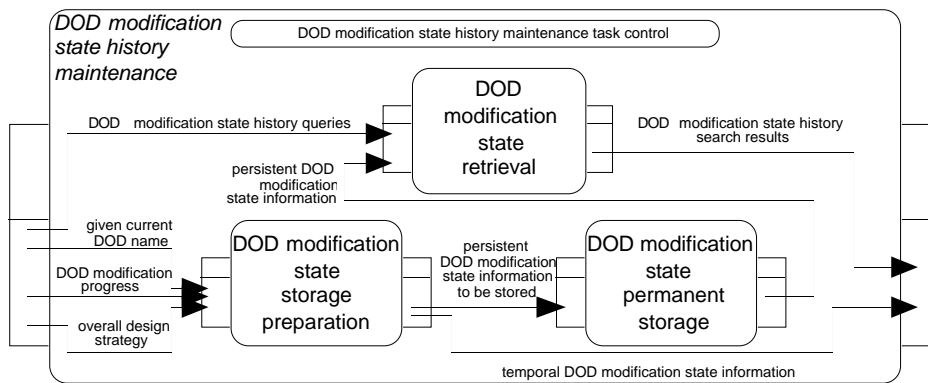 DOD modification
state history
maintenance
DOD modification state history maintenance task control
DOD
modification
state
retrieval
DOD modification state history queries
DOD modification state history
search results
persistent DOD
modification
state information
given current
DOD name
DOD modification
progress
overall design
strategy
DOD modification
state
storage
preparation
persistent
DOD modification
state information
to be stored
DOD modification
state
permanent
storage
temporal DOD modification state information